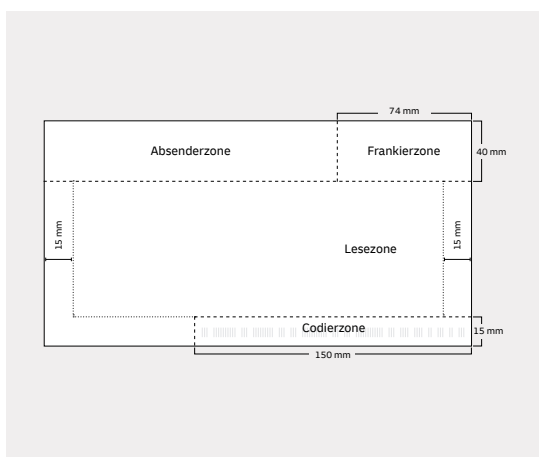 74 mm
Absenderzone
Frankierzone
40 mm
15 mm
Lesezone
15 mm
Codierzone
15 mm
150 mm